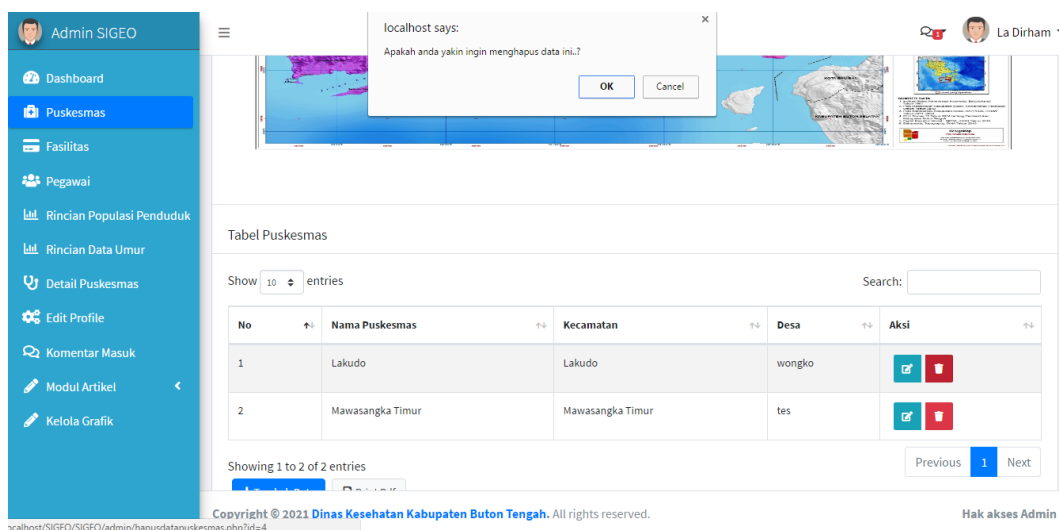 Admin SIGEO
localhost says:
Apakah anda yakin ingin menghapus data ini..?
OK
Cancel
1
La Dirham
Dashboard
Puskesmas
Fasilitas
Pegawai
Rincian Populasi Penduduk
Rincian Data Umur
Detail Puskesmas
Edit Profile
Komentar Masuk
Modul Artikel
Kelola Grafik
Tabel Puskesmas
Show 10 entries
Search:
No Nama Puskesmas Kecamatan Desa Aksi
1 Lakudo Lakudo wongko
2 Mawasangka Timur Mawasangka Timur tes
Showing 1 to 2 of 2 entries
Previous 1 Next
Copyright © 2021 Dinas Kesehatan Kabupaten Buton Tengah. All rights reserved.
Hak akses Admin
ocalhost/SIGEO/SIGEO/admin/hapusdatapuskesmas.php?id=4